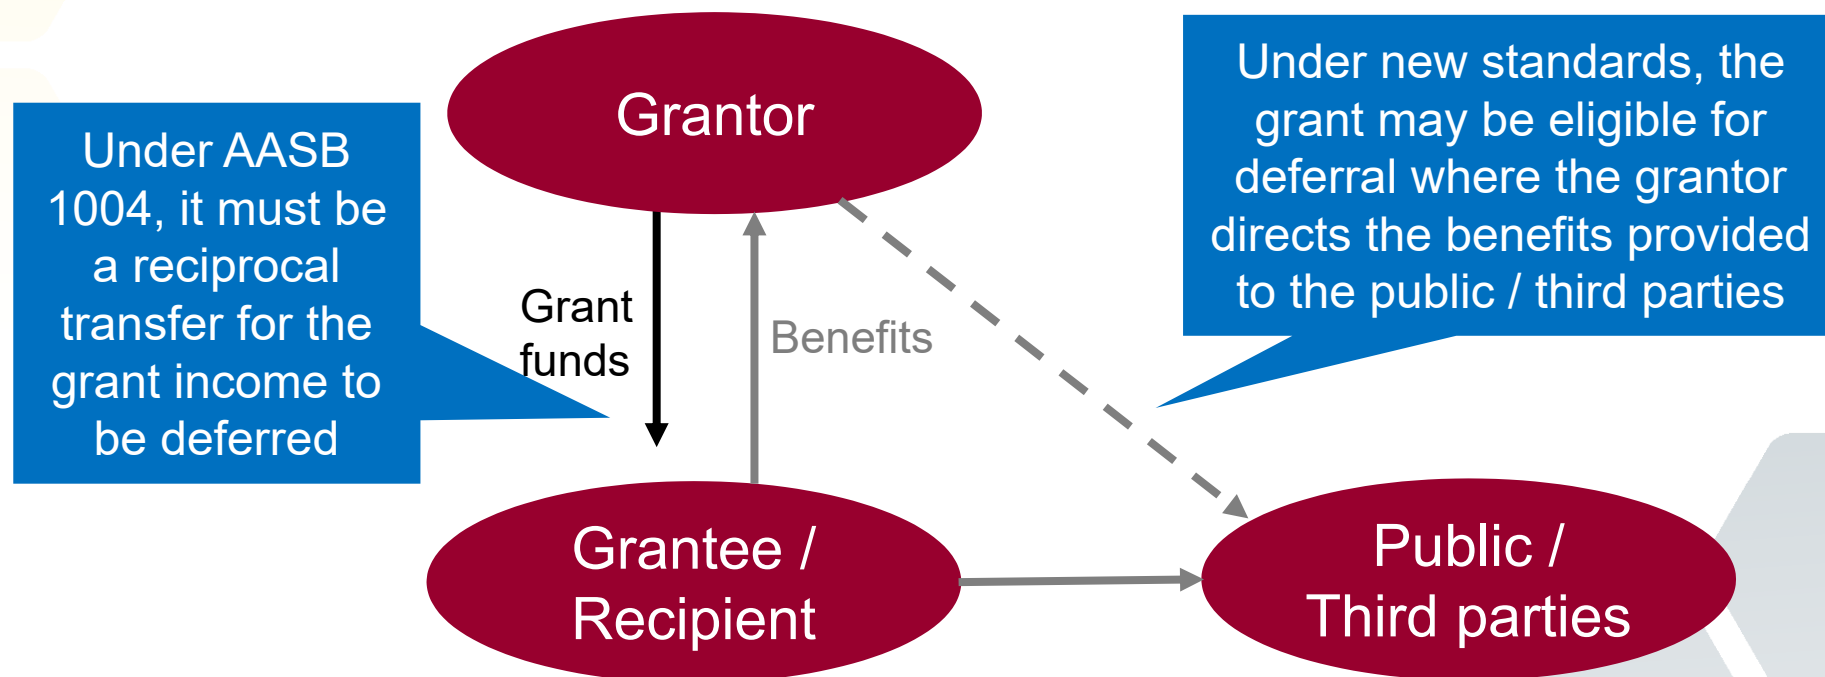 Grantor
Under new standards, the
grant may be eligible for
deferral where the grantor
directs the benefits provided
to the public / third parties
Under AASB
1004, it must be
a reciprocal
transfer for the
grant income to
be deferred
Grant
funds
Benefits
Grantee /
Recipient
Public /
Third parties